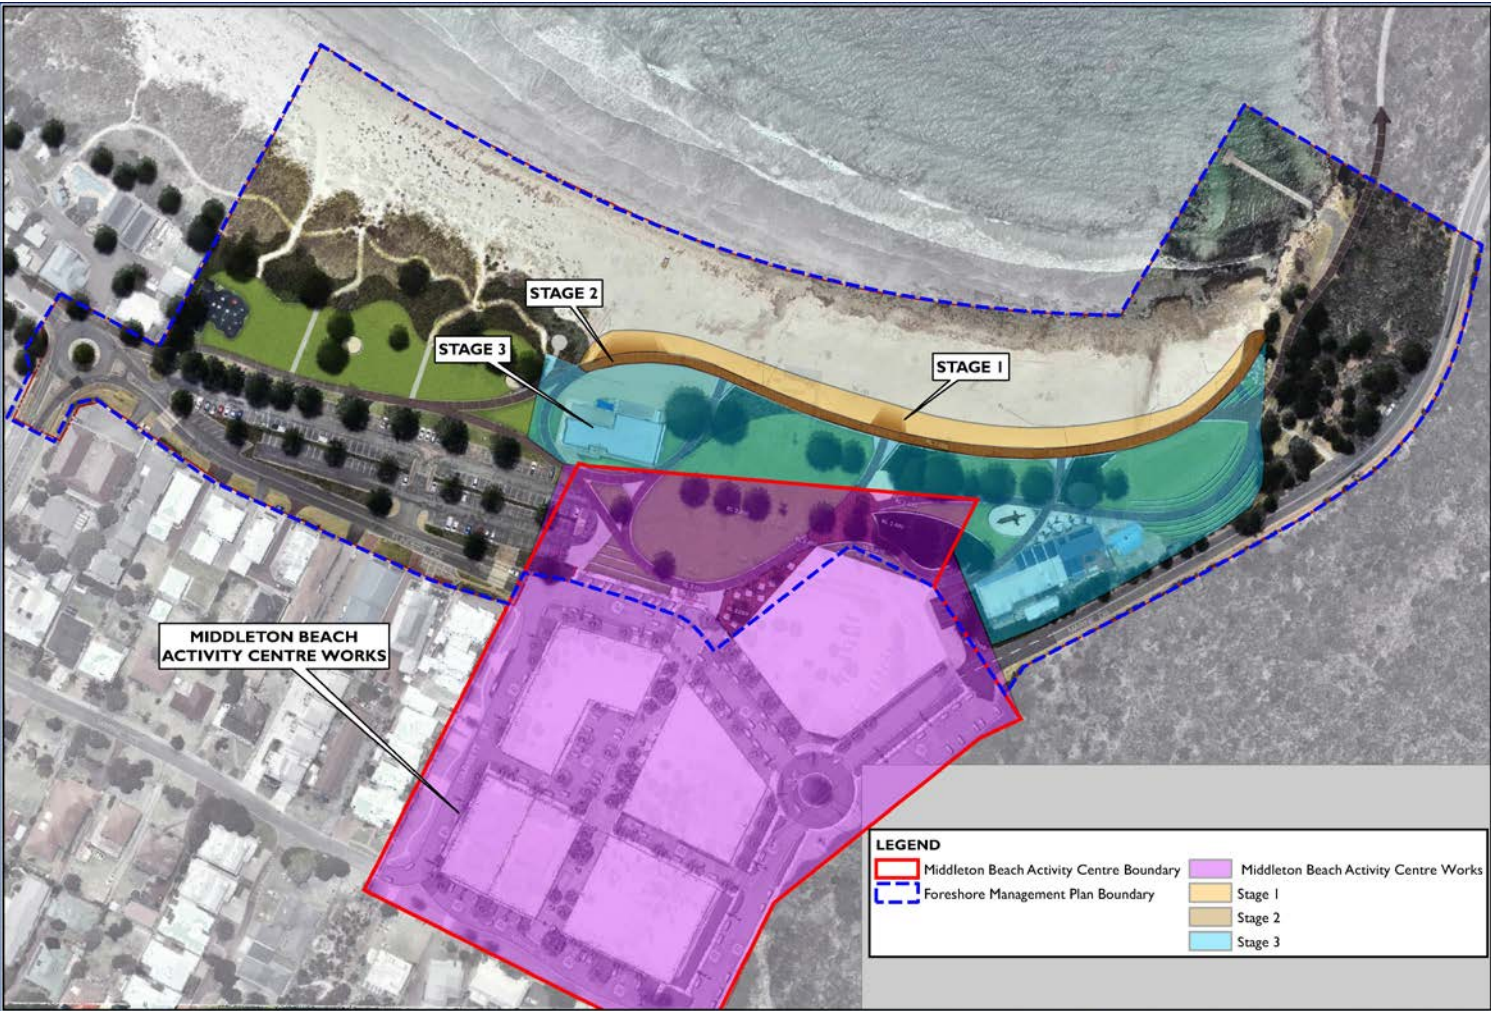 STAGE 2
STAGE 3
STAGE 1
MIDDLETON BEACH
ACTIVITY CENTRE WORKS
LEGEND
Middleton Beach Activity Centre Boundary
Foreshore Management Plan Boundary
Middleton Beach Activity Centre Works
Stage 1
Stage 2
Stage 3